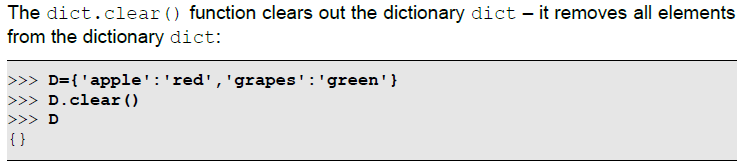 The dict.clear() function clears out the dictionary dict – it removes all elements
from the dictionary dict:
>>> D={'apple':'red','grapes':'green'}
>>> D.clear()
>>> D
{}